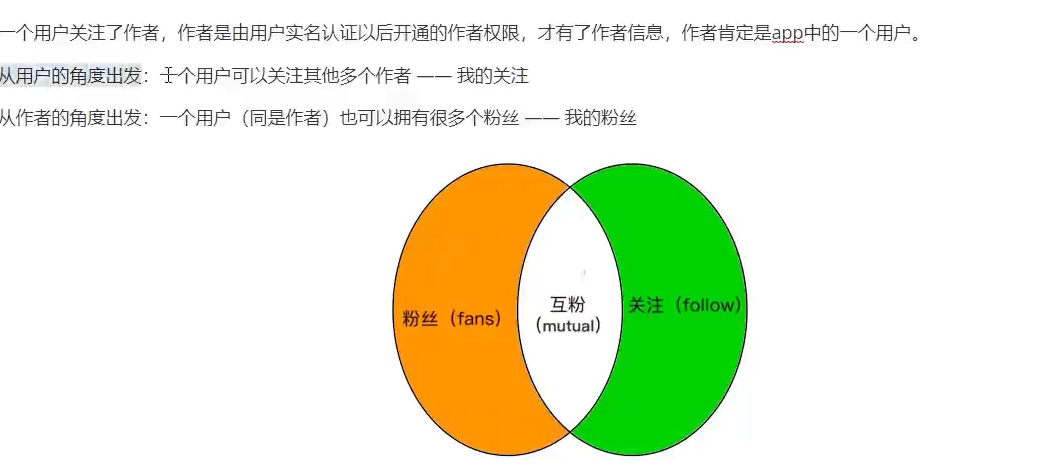 一个用户关注了作者，作者是由用户实名认证以后开通的作者权限，才有了作者信息，作者肯定是app中的一个用户。
从用户的角度出发：一个用户可以关注其他多个作者 —— 我的关注
从作者的角度出发：一个用户（同是作者）也可以拥有很多个粉丝 —— 我的粉丝
粉丝（fans）
互粉
（mutual）
关注（follow）